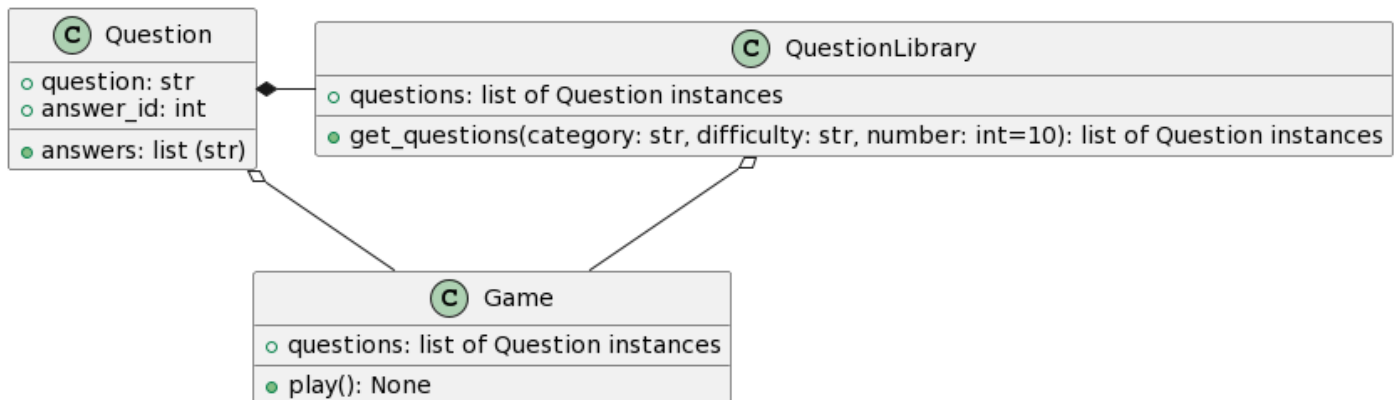 C Question
question: str
answer_id: int
answers: list (str)
C QuestionLibrary
questions: list of Question instances
get_questions(category: str, difficulty: str, number: int=10): list of Question instances
C Game
questions: list of Question instances
play(): None